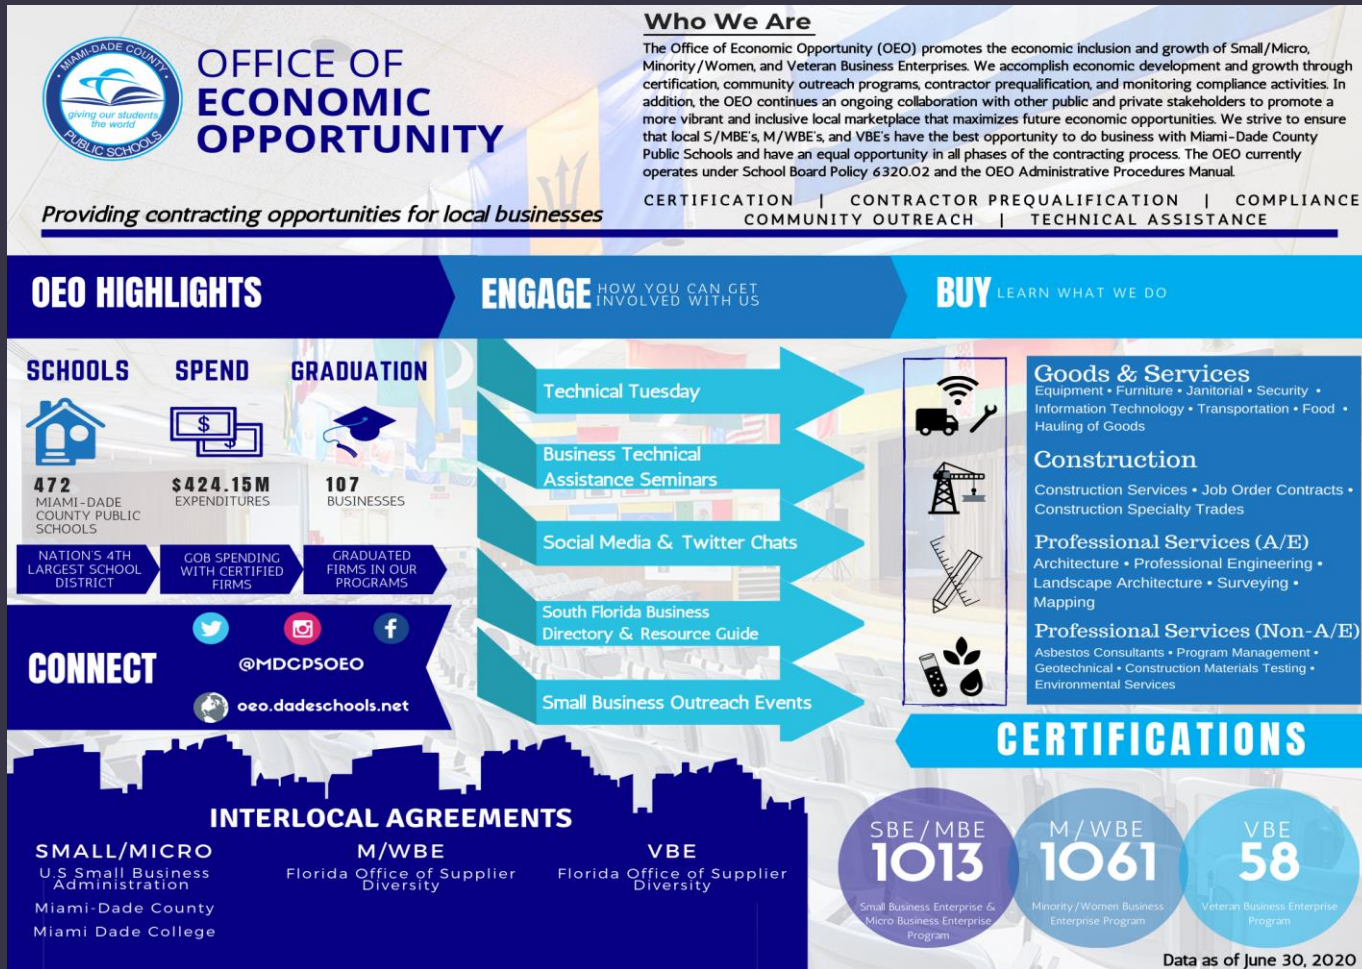 MIAMI-DADE COUNTY
giving our students
the world
PUBLIC SCHOOLS
OFFICE OF
ECONOMIC
OPPORTUNITY
Providing contracting opportunities for local businesses
Who We Are
The Office of Economic Opportunity (OEO) promotes the economic inclusion and growth of Small/Micro,
Minority/Women, and Veteran Business Enterprises. We accomplish economic development and growth through
certification, community outreach programs, contractor prequalification, and monitoring compliance activities. In
addition, the OEO continues an ongoing collaboration with other public and private stakeholders to promote a
more vibrant and inclusive local marketplace that maximizes future economic opportunities. We strive to ensure
that local S/MBE's, M/WBE's, and VBE's have the best opportunity to do business with Miami-Dade County
Public Schools and have an equal opportunity in all phases of the contracting process. The OEO currently
operates under School Board Policy 6320.02 and the OEO Administrative Procedures Manual.
CERTIFICATION | CONTRACTOR PREQUALIFICATION | COMPLIANCE
COMMUNITY OUTREACH | TECHNICAL ASSISTANCE
OEO HIGHLIGHTS
SCHOOLS
472
MIAMI-DADE
COUNTY PUBLIC
SCHOOLS
NATION'S 4TH
LARGEST SCHOOL
DISTRICT
SPEND
$
$
$424.15M
EXPENDITURES
GOB SPENDING
WITH CERTIFIED
FIRMS
GRADUATION
107
BUSINESSES
GRADUATED
FIRMS IN OUR
PROGRAMS
CONNECT
@MDCPSOEO
oeo.dadeschools.net
ENGAGE HOW YOU CAN GET
INVOLVED WITH US
Technical Tuesday
Business Technical
Assistance Seminars
Social Media & Twitter Chats
South Florida Business
Directory & Resource Guide
Small Business Outreach Events
BUY LEARN WHAT WE DO
Goods & Services
Equipment • Furniture • Janitorial • Security •
Information Technology • Transportation • Food •
Hauling of Goods
Construction
Construction Services • Job Order Contracts •
Construction Specialty Trades
Professional Services (A/E)
Architecture • Professional Engineering •
Landscape Architecture • Surveying •
Mapping
Professional Services (Non-A/E)
Asbestos Consultants • Program Management •
Geotechnical • Construction Materials Testing •
Environmental Services
INTERLOCAL AGREEMENTS
SMALL/MICRO
U.S Small Business
Administration
Miami-Dade County
Miami Dade College
M/WBE
Florida Office of Supplier
Diversity
VBE
Florida Office of Supplier
Diversity
CERTIFICATIONS
SBE/MBE
1013
Small Business Enterprise &
Micro Business Enterprise
Program
M/WBE
1061
Minority/Women Business
Enterprise Program
VBE
58
Veteran Business Enterprise
Program
Data as of June 30, 2020